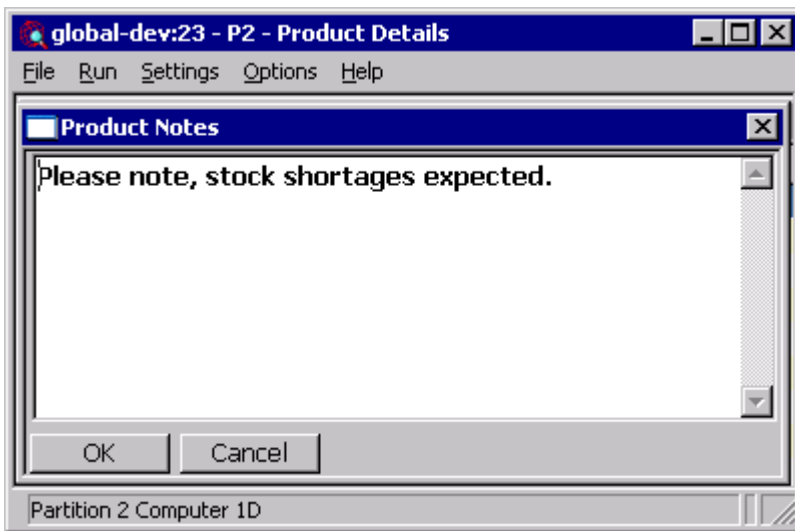 global-dev:23 - P2 - Product Details
File Run Settings Options Help
Product Notes
Please note, stock shortages expected.
OK Cancel
Partition 2 Computer 1D